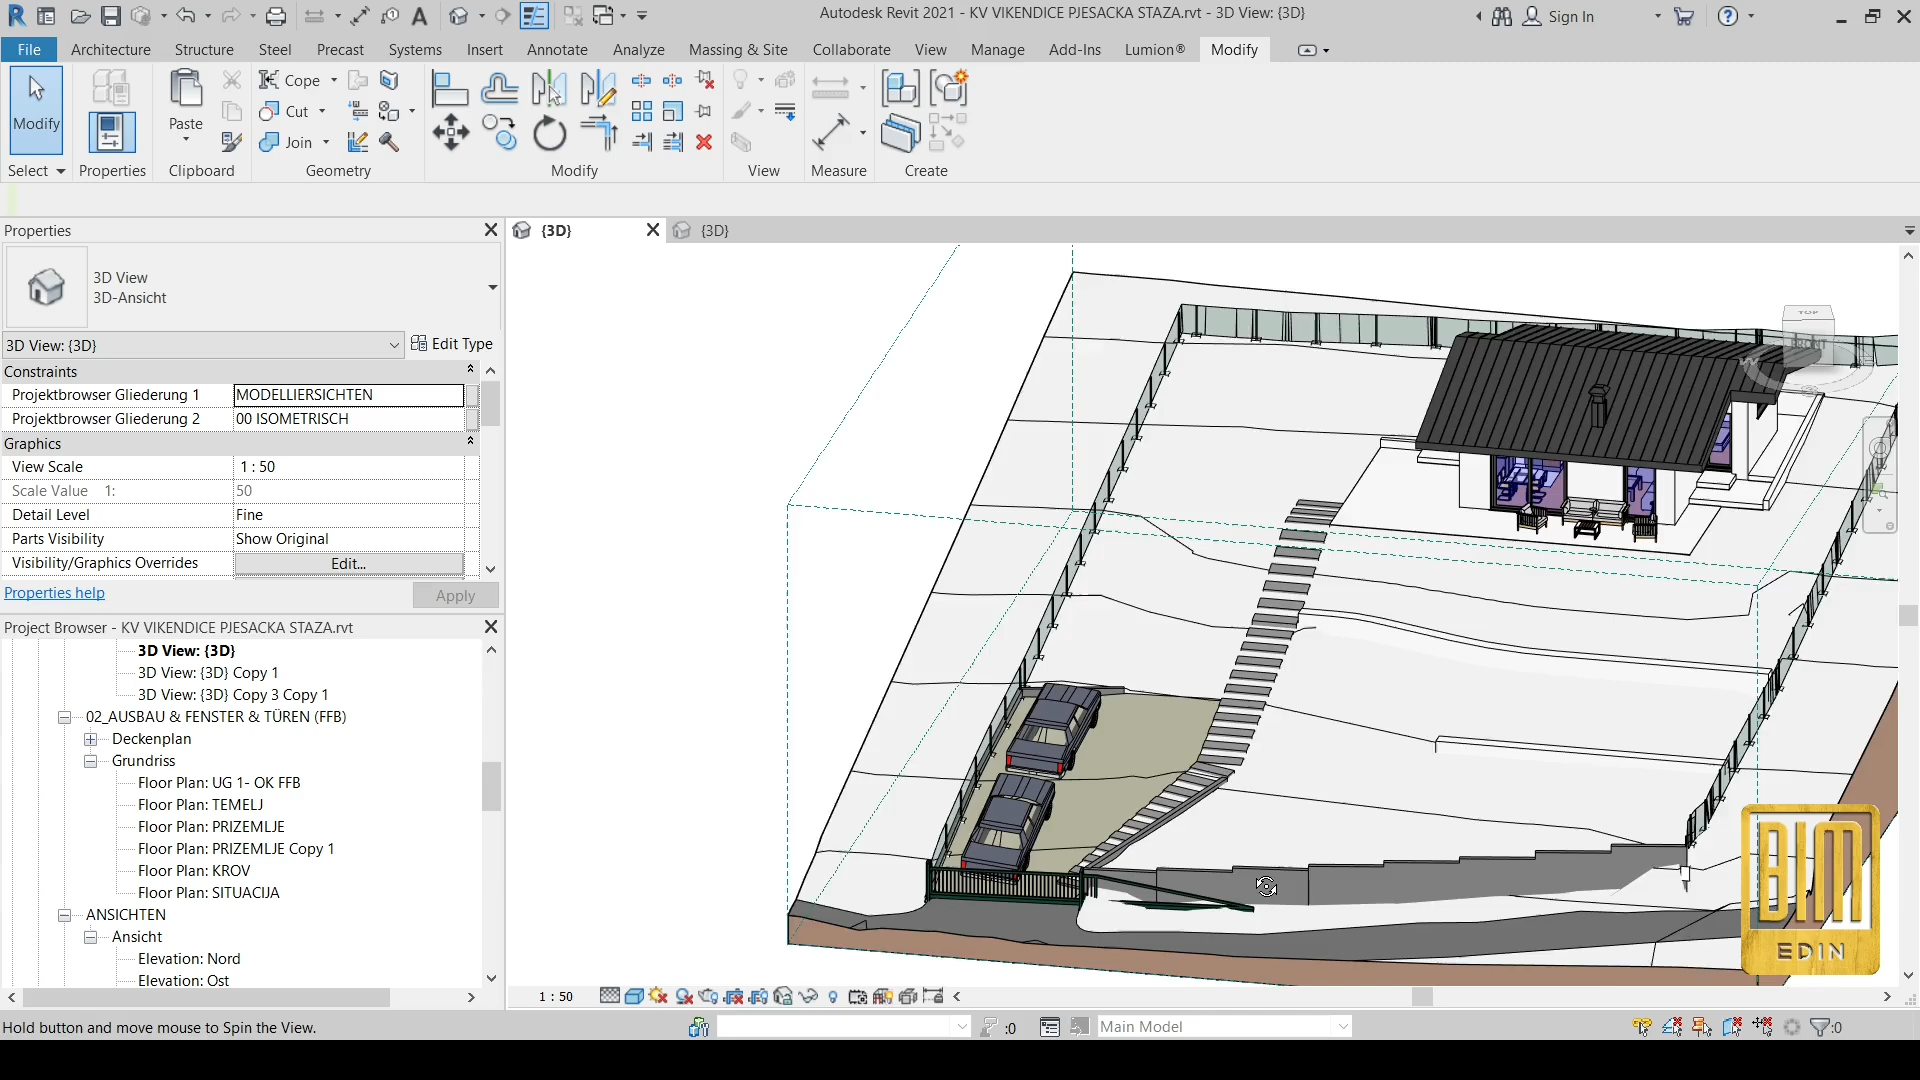 Autodesk Revit 2021 - KV VIKENDICE PJESACKA STAZA.rvt - 3D View: {3D}
Sign In
File
Architecture
Structure
Steel
Precast
Systems
Insert
Annotate
Analyze
Massing & Site
Collaborate
View
Manage
Add-Ins
Lumion®
Modify
Modify
Paste
Cope
Cut
Join
Select
Properties
Clipboard
Geometry
Modify
View
Measure
Create
Properties
{3D}
{3D}
3D View
3D-Ansicht
3D View: {3D}
Edit Type
Constraints
Projektbrowser Gliederung 1
MODELLIERSICHTEN
Projektbrowser Gliederung 2
00 ISOMETRISCH
Graphics
View Scale
1 : 50
Scale Value 1:
50
Detail Level
Fine
Parts Visibility
Show Original
Visibility/Graphics Overrides
Edit...
Properties help
Apply
Project Browser - KV VIKENDICE PJESACKA STAZA.rvt
3D View: {3D}
3D View: {3D} Copy 1
3D View: {3D} Copy 3 Copy 1
02_AUSBAU & FENSTER & TÜREN (FFB)
Deckenplan
Grundriss
Floor Plan: UG 1- OK FFB
Floor Plan: TEMELJ
Floor Plan: PRIZEMLJE
Floor Plan: PRIZEMLJE Copy 1
Floor Plan: KROV
Floor Plan: SITUACIJA
ANSICHTEN
Ansicht
Elevation: Nord
Elevation: Ost
TOP
FRONT
W
BIM
EDIN
1 : 50
Hold button and move mouse to Spin the View.
:0
Main Model
:0